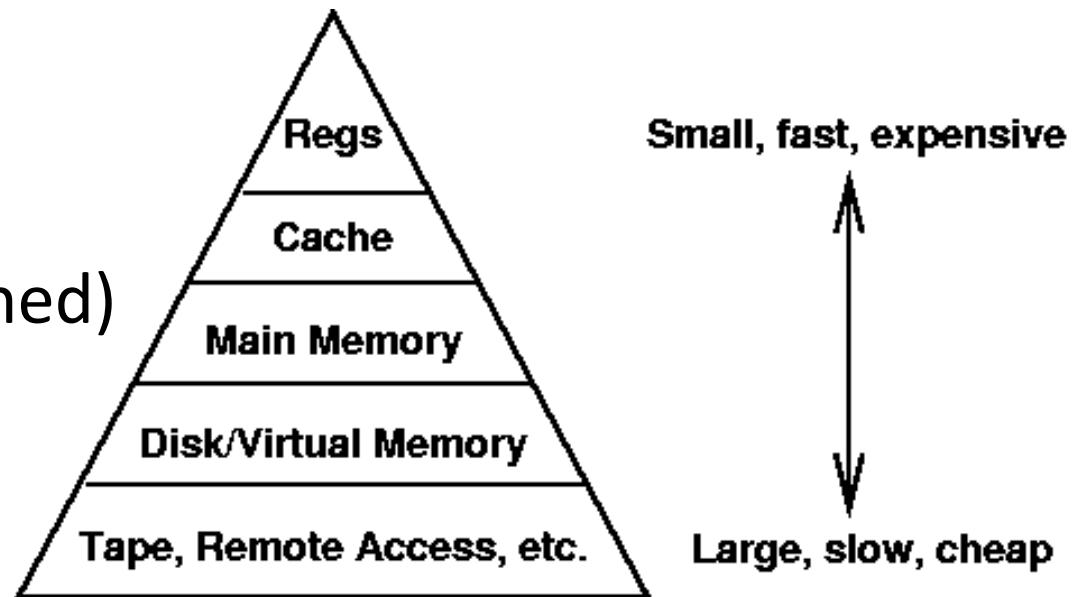 Regs
Small, fast, expensive
Cache
ned)
Main Memory
Disk/Virtual Memory
Tape, Remote Access, etc.
Large, slow, cheap